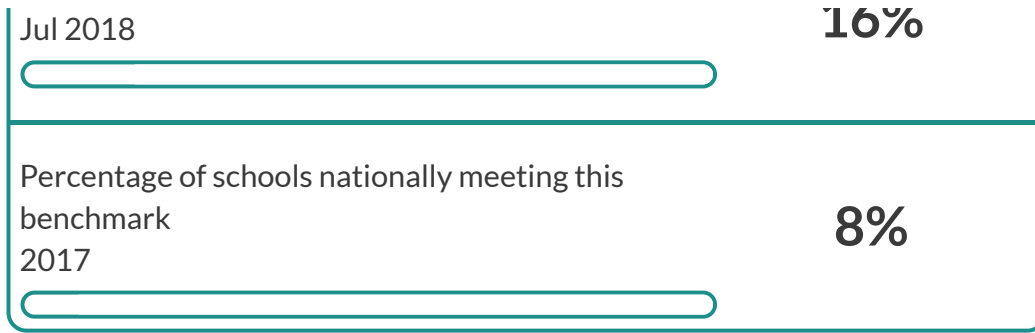 Jul 2018
16%
Percentage of schools nationally meeting this
benchmark
2017
8%